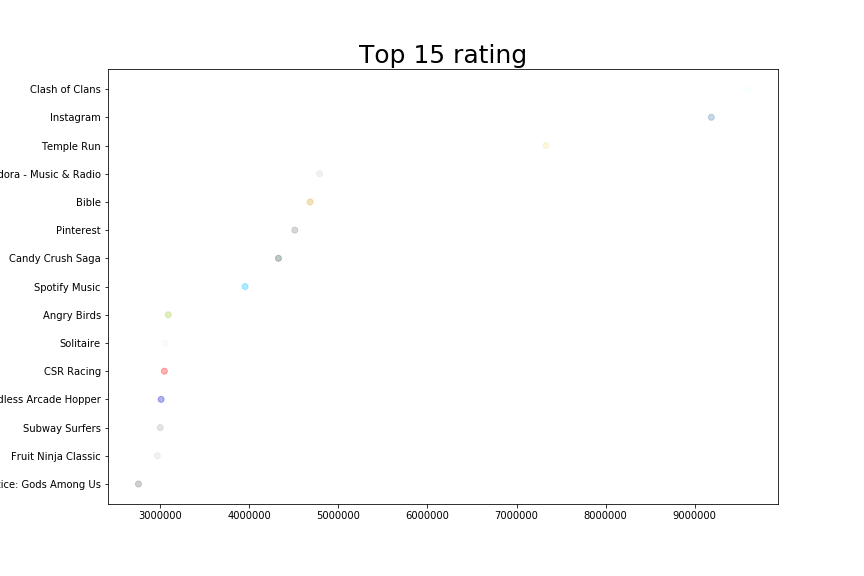 Top 15 rating
Clash of Clans
Instagram
Temple Run
dora - Music & Radio
Bible
Pinterest
Candy Crush Saga
Spotify Music
Angry Birds
Solitaire
CSR Racing
dless Arcade Hopper
Subway Surfers
Fruit Ninja Classic
ice: Gods Among Us
3000000 4000000 5000000 6000000 7000000 8000000 9000000